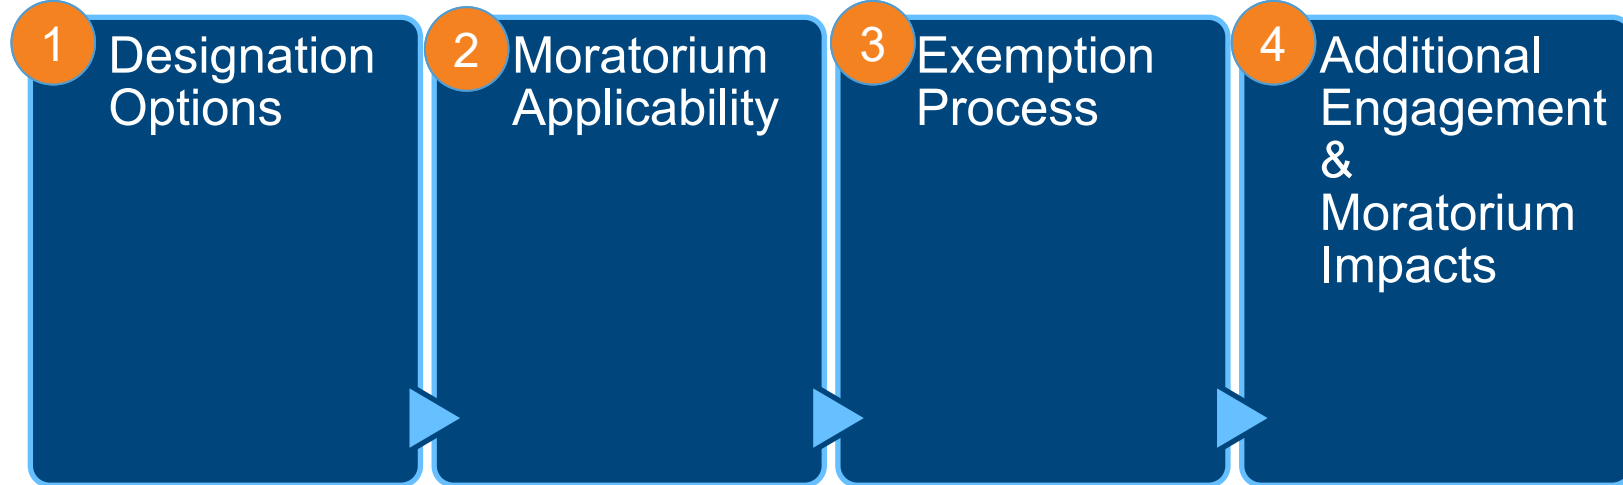 1
Designation
Options
2
Moratorium
Applicability
3
Exemption
Process
4
Additional
Engagement
&
Moratorium
Impacts